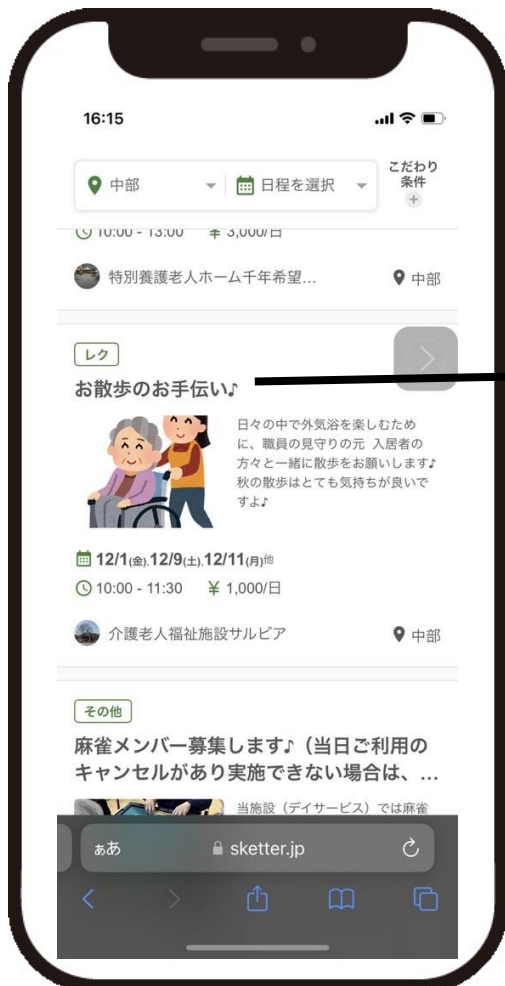 16:15
中部
日程を選択
こだわり
条件
10:00 - 13:00 ¥ 3,000/日
特別養護老人ホーム千年希望... 中部
レク
お散歩のお手伝い♪
日々の中で外気浴を楽しむため
に、職員の見守りの元 入居者の
方々と一緒に散歩をお願いします♪
秋の散歩はとても気持ちが良いで
すよ♪
12/1(金),12/9(土),12/11(月)他
10:00 - 11:30 ¥ 1,000/日
介護老人福祉施設サルビア 中部
その他
麻雀メンバー募集します♪（当日ご利用の
キャンセルがあり実施できない場合は、...
当施設（デイサービス）では麻雀
ぁあ sketter.jp